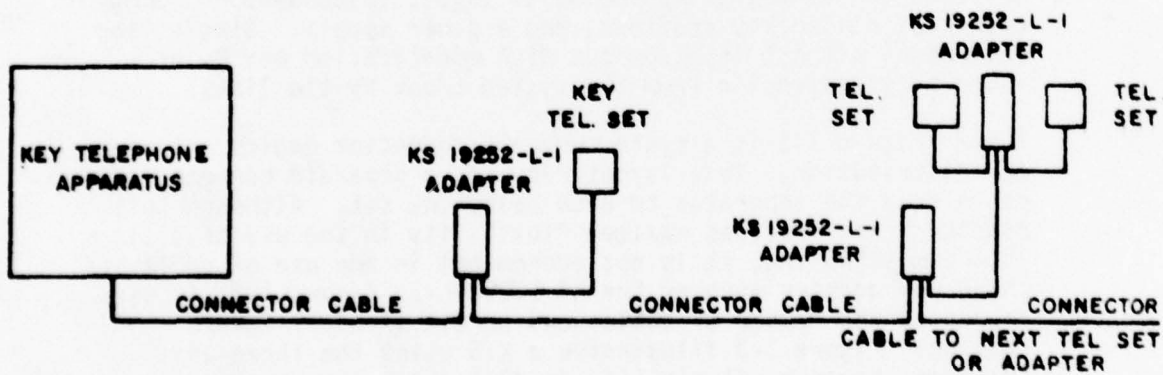 KS 19252-L-1
ADAPTER
KEY
TEL. SET
TEL.
SET
TEL
SET
KEY TELEPHONE
APPARATUS
KS 19252-L-1
ADAPTER
KS 19252-L-1
ADAPTER
CONNECTOR CABLE
CONNECTOR CABLE
CONNECTOR
CABLE TO NEXT TEL SET
OR ADAPTER